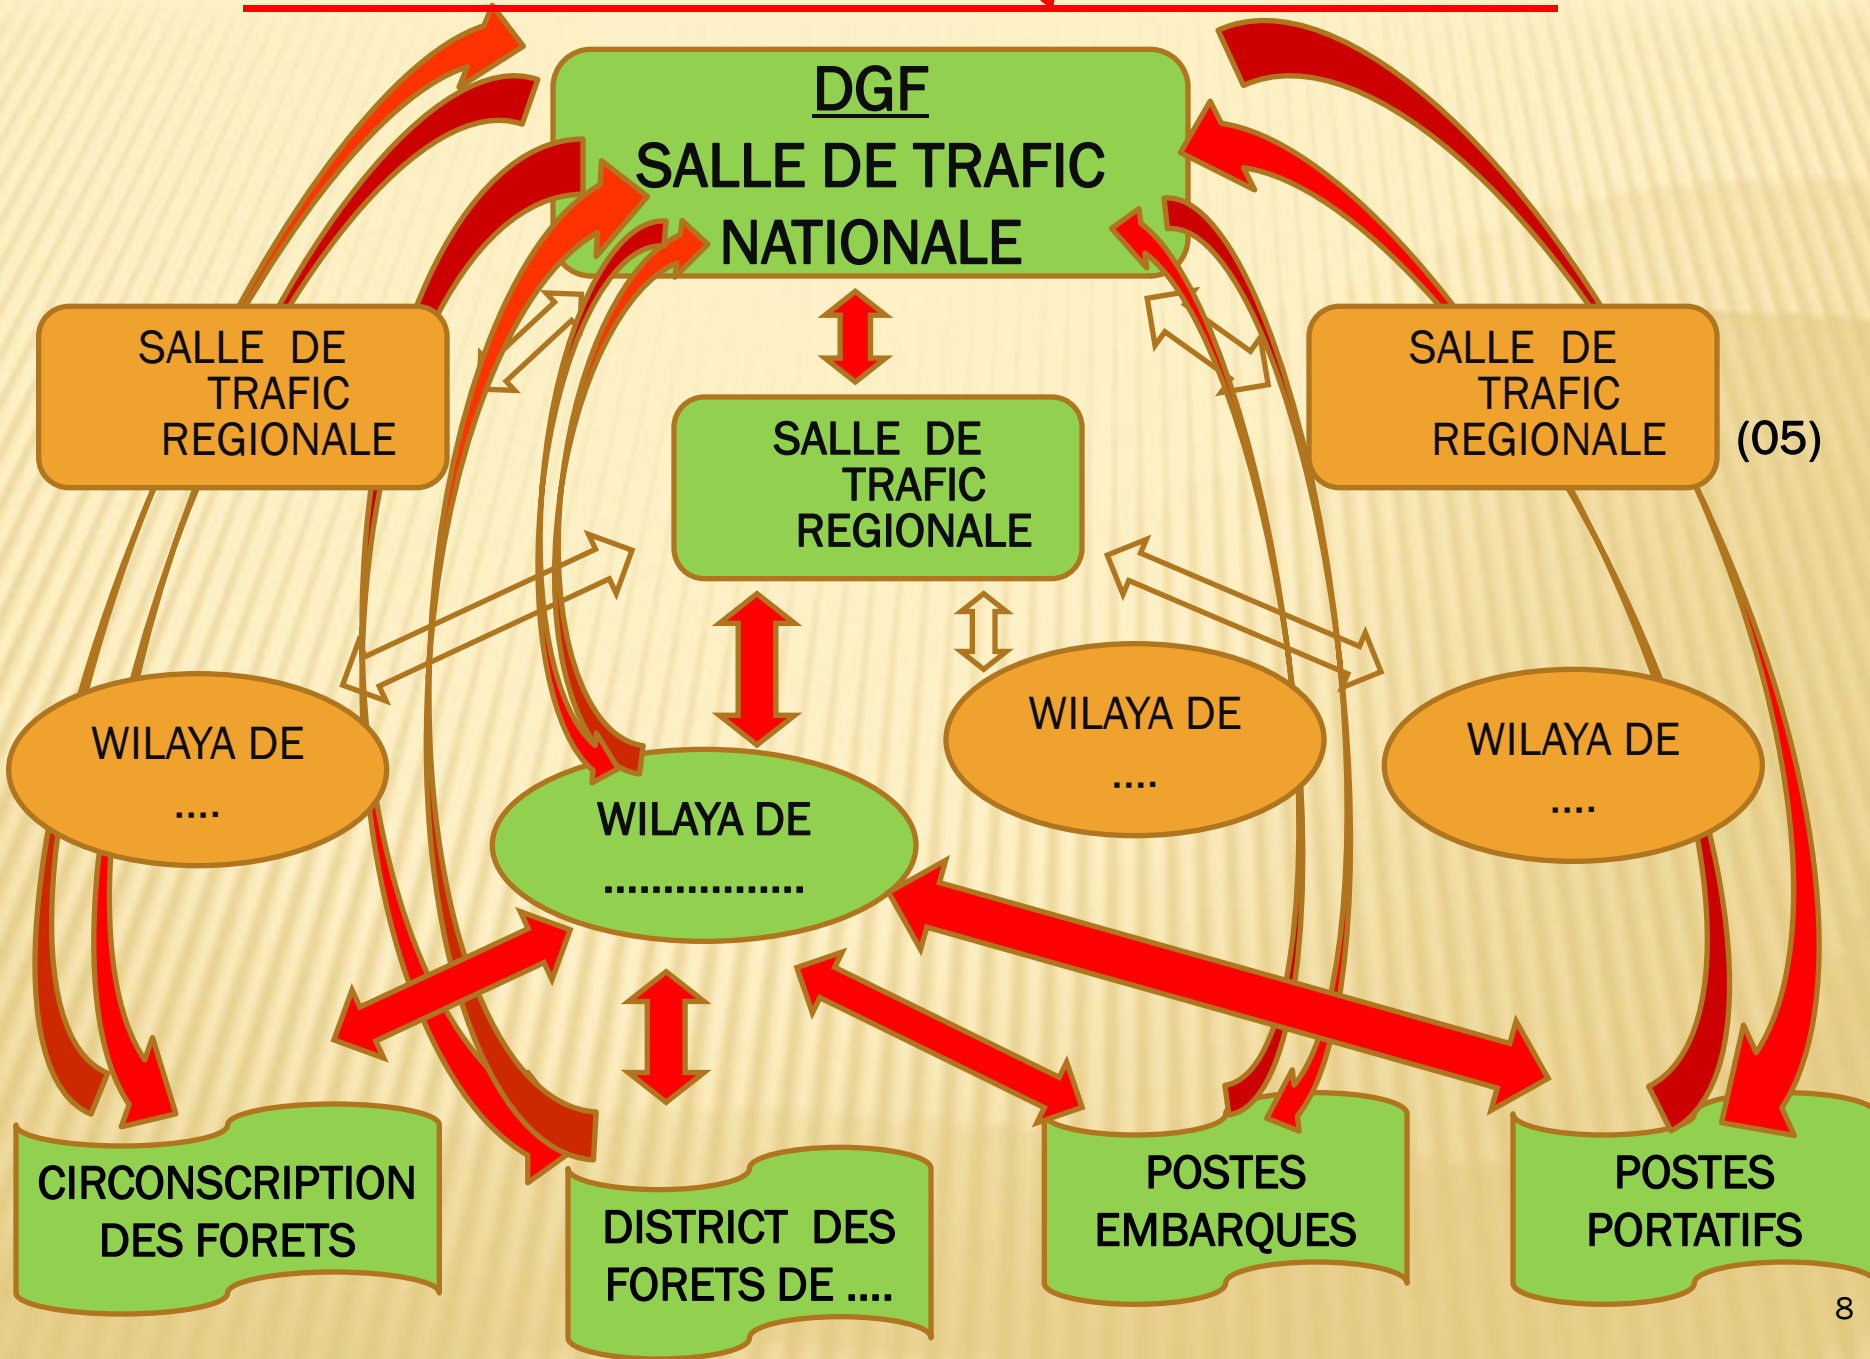 DGF
SALLE DE TRAFIC
NATIONALE
SALLE DE
TRAFIC
REGIONALE
SALLE DE
TRAFIC
REGIONALE
SALLE DE
TRAFIC
REGIONALE
(05)
WILAYA DE
....
WILAYA DE
.................
WILAYA DE
....
WILAYA DE
....
CIRCONSCRIPTION
DES FORETS
DISTRICT DES
FORETS DE ....
POSTES
EMBARQUES
POSTES
PORTATIFS
8